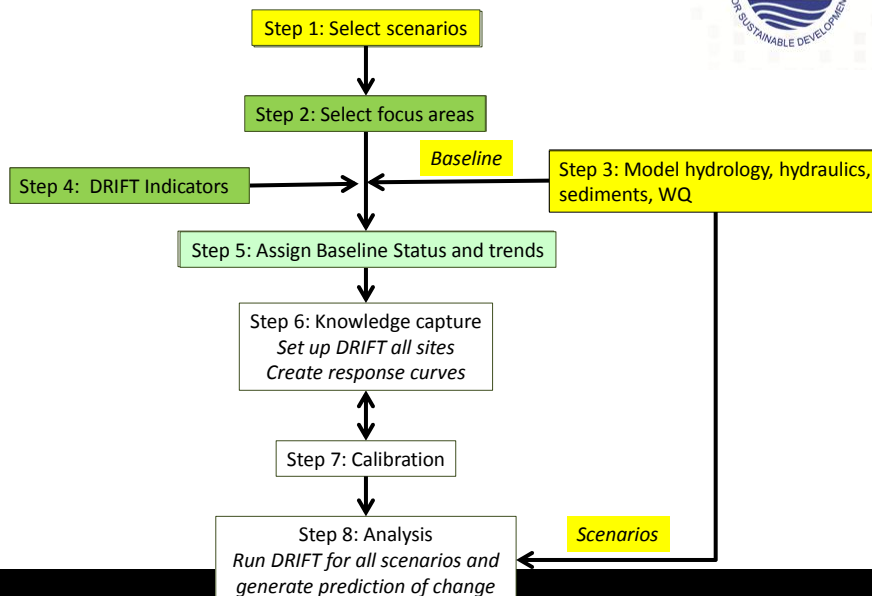 OR SUSTAINABLE DEVELOPMENT
Step 1: Select scenarios
Step 2: Select focus areas
Baseline
Step 3: Model hydrology, hydraulics,
sediments, WQ
Step 4: DRIFT Indicators
Step 5: Assign Baseline Status and trends
Step 6: Knowledge capture
Set up DRIFT all sites
Create response curves
Step 7: Calibration
Step 8: Analysis
Run DRIFT for all scenarios and
generate prediction of change
Scenarios